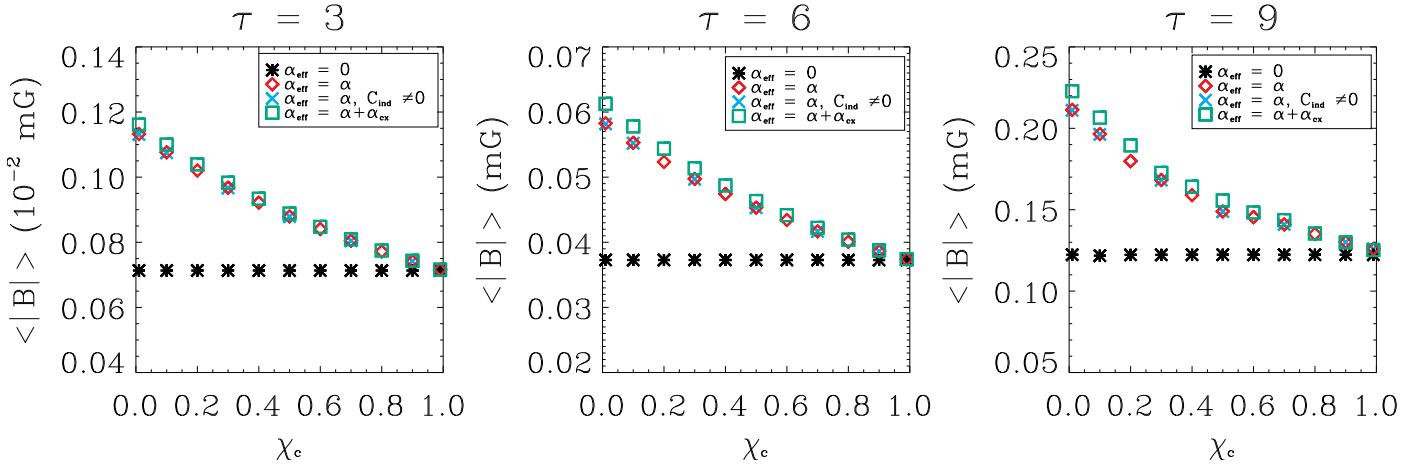 τ = 3
<|B|> (10⁻² mG)
0.14
0.12
0.10
0.08
0.06
0.04
α_eff = 0
α_eff = α
α_eff = α, C_ind ≠0
α_eff = α+α_cx
0.0 0.2 0.4 0.6 0.8 1.0
χ_c
τ = 6
<|B|> (mG)
0.07
0.06
0.05
0.04
0.03
0.02
α_eff = 0
α_eff = α
α_eff = α, C_ind ≠0
α_eff = α+α_cx
0.0 0.2 0.4 0.6 0.8 1.0
χ_c
τ = 9
<|B|> (mG)
0.25
0.20
0.15
0.10
0.05
α_eff = 0
α_eff = α
α_eff = α, C_ind ≠0
α_eff = α+α_cx
0.0 0.2 0.4 0.6 0.8 1.0
χ_c